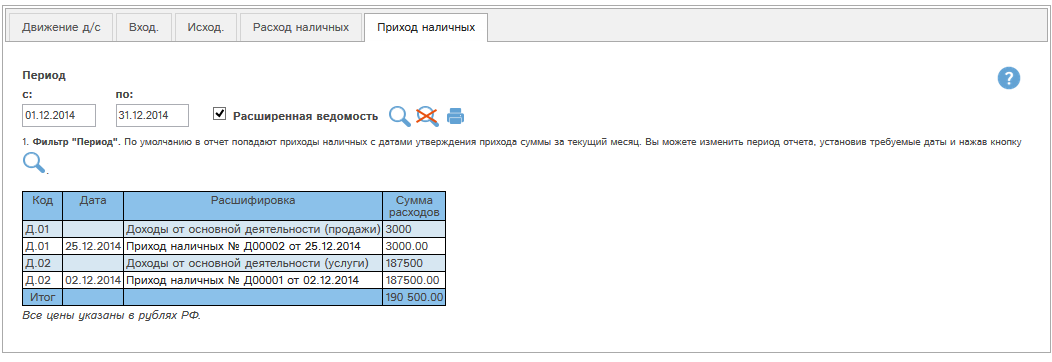 Движение д/с Вход. Исход. Расход наличных Приход наличных
Период
с: по:
01.12.2014 31.12.2014 Расширенная ведомость
?
1. Фильтр "Период". По умолчанию в отчет попадают приходы наличных с датами утверждения прихода суммы за текущий месяц. Вы можете изменить период отчета, установив требуемые даты и нажав кнопку
.
Код Дата Расшифировка Сумма
расходов
Д.01 Доходы от основной деятельности (продажи) 3000
Д.01 25.12.2014 Приход наличных № Д00002 от 25.12.2014 3000.00
Д.02 Доходы от основной деятельности (услуги) 187500
Д.02 02.12.2014 Приход наличных № Д00001 от 02.12.2014 187500.00
Итог 190 500.00
Все цены указаны в рублях РФ.